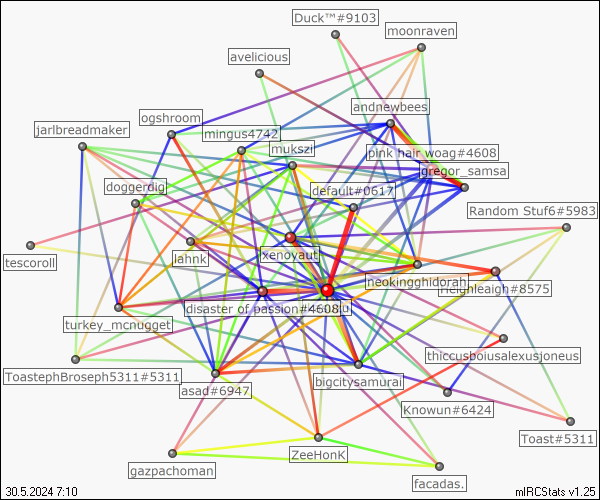 Duck™#9103
moonraven
avelicious
andnewbees
ogshroom
mingus4742
jarlbreadmaker
mukszi
pink hair woag#4608
gregor_samsa
doggerdig
default#0617
Random Stuf6#5983
xenovaut
lahnk
tescoroll
neokingghidorah
#8575
disaster of passion#4608
turkey_mcnugget
thiccusboiusalexusjoneus
ToastephBroseph5311#5311
asad#6947
bigcitysamurai
Knowun#6424
Toast#5311
ZeeHonK
gazpachoman
facadas.
30.5.2024 7:10
mIRCStats v1.25